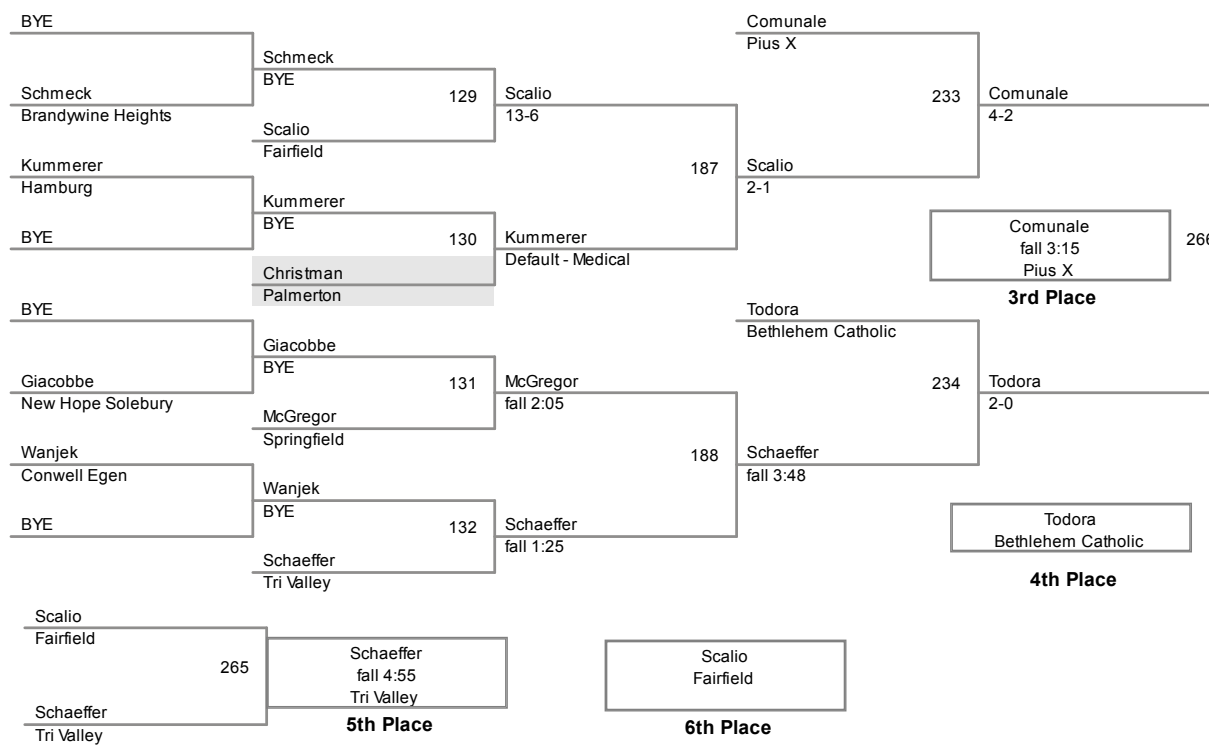 BYE
Schmeck
Brandywine Heights
Kummerer
Hamburg
BYE
BYE
Giacobbe
New Hope Solebury
Wanjek
Conwell Egen
BYE
Schmeck
BYE
129
Scalio
Fairfield
Kummerer
BYE
130
Christman
Palmerton
Giacobbe
BYE
131
McGregor
Springfield
Wanjek
BYE
132
Schaeffer
Tri Valley
Scalio
13-6
187
Kummerer
Default - Medical
McGregor
fall 2:05
188
Schaeffer
fall 1:25
Comunale
Pius X
233
Scalio
2-1
Todora
Bethlehem Catholic
234
Schaeffer
fall 3:48
Comunale
4-2
Comunale
fall 3:15
Pius X
266
3rd Place
Todora
2-0
Todora
Bethlehem Catholic
4th Place
Scalio
Fairfield
265
Schaeffer
Tri Valley
Schaeffer
fall 4:55
Tri Valley
5th Place
Scalio
Fairfield
6th Place